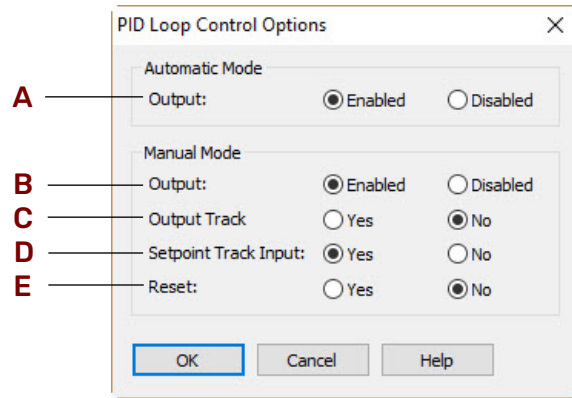 PID Loop Control Options
Automatic Mode
A Output: Enabled Disabled
Manual Mode
B Output: Enabled Disabled
C Output Track Yes No
D Setpoint Track Input: Yes No
E Reset: Yes No
OK Cancel Help